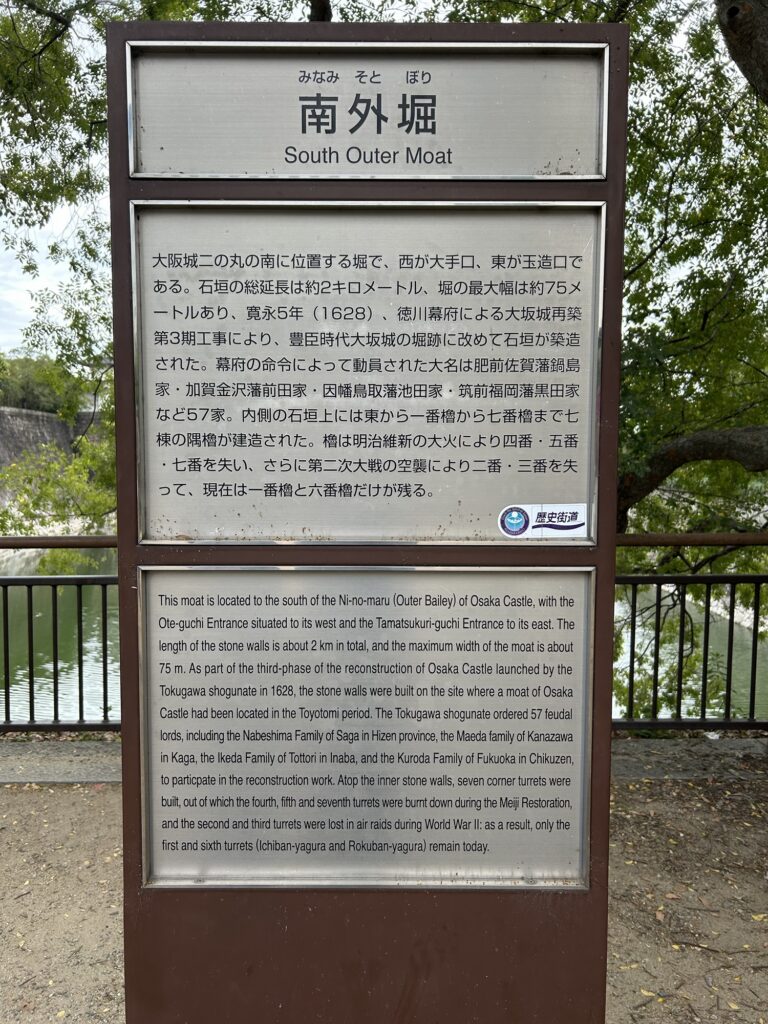 みなみ そと ぼり
南外堀
South Outer Moat
大阪城二の丸の南に位置する堀で、西が大手口、東が玉造口で
ある。石垣の総延長は約2キロメートル、堀の最大幅は約75メ
ートルあり、寛永5年（1628）、徳川幕府による大坂城再築
第3期工事により、豊臣時代大坂城の堀跡に改めて石垣が築造
された。幕府の命令によって動員された大名は肥前佐賀藩鍋島
家・加賀金沢藩前田家・因幡鳥取藩池田家・筑前福岡藩黒田家
など57家。内側の石垣上には東から一番櫓から七番櫓まで七
棟の隅櫓が建造された。櫓は明治維新の大火により四番・五番
・七番を失い、さらに第二次大戦の空襲により二番・三番を失
って、現在は一番櫓と六番櫓だけが残る。
歴史街道
This moat is located to the south of the Ni-no-maru (Outer Bailey) of Osaka Castle, with the
Ote-guchi Entrance situated to its west and the Tamatsukuri-guchi Entrance to its east. The
length of the stone walls is about 2 km in total, and the maximum width of the moat is about
75 m. As part of the third-phase of the reconstruction of Osaka Castle launched by the
Tokugawa shogunate in 1628, the stone walls were built on the site where a moat of Osaka
Castle had been located in the Toyotomi period. The Tokugawa shogunate ordered 57 feudal
lords, including the Nabeshima Family of Saga in Hizen province, the Maeda family of Kanazawa
in Kaga, the Ikeda Family of Tottori in Inaba, and the Kuroda Family of Fukuoka in Chikuzen,
to particpate in the reconstruction work. Atop the inner stone walls, seven corner turrets were
built, out of which the fourth, fifth and seventh turrets were burnt down during the Meiji Restoration,
and the second and third turrets were lost in air raids during World War II: as a result, only the
first and sixth turrets (Ichiban-yagura and Rokuban-yagura) remain today.